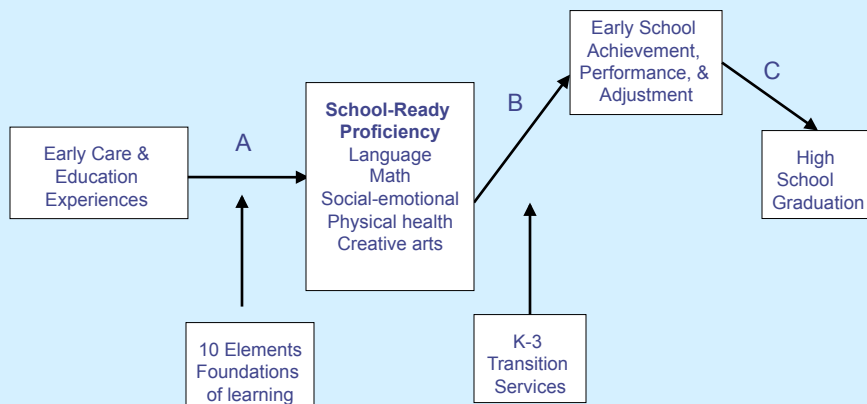 Early Care &
Education
Experiences
A
School-Ready
Proficiency
Language
Math
Social-emotional
Physical health
Creative arts
B
Early School
Achievement,
Performance, &
Adjustment
C
High
School
Graduation
10 Elements
Foundations
of learning
K-3
Transition
Services